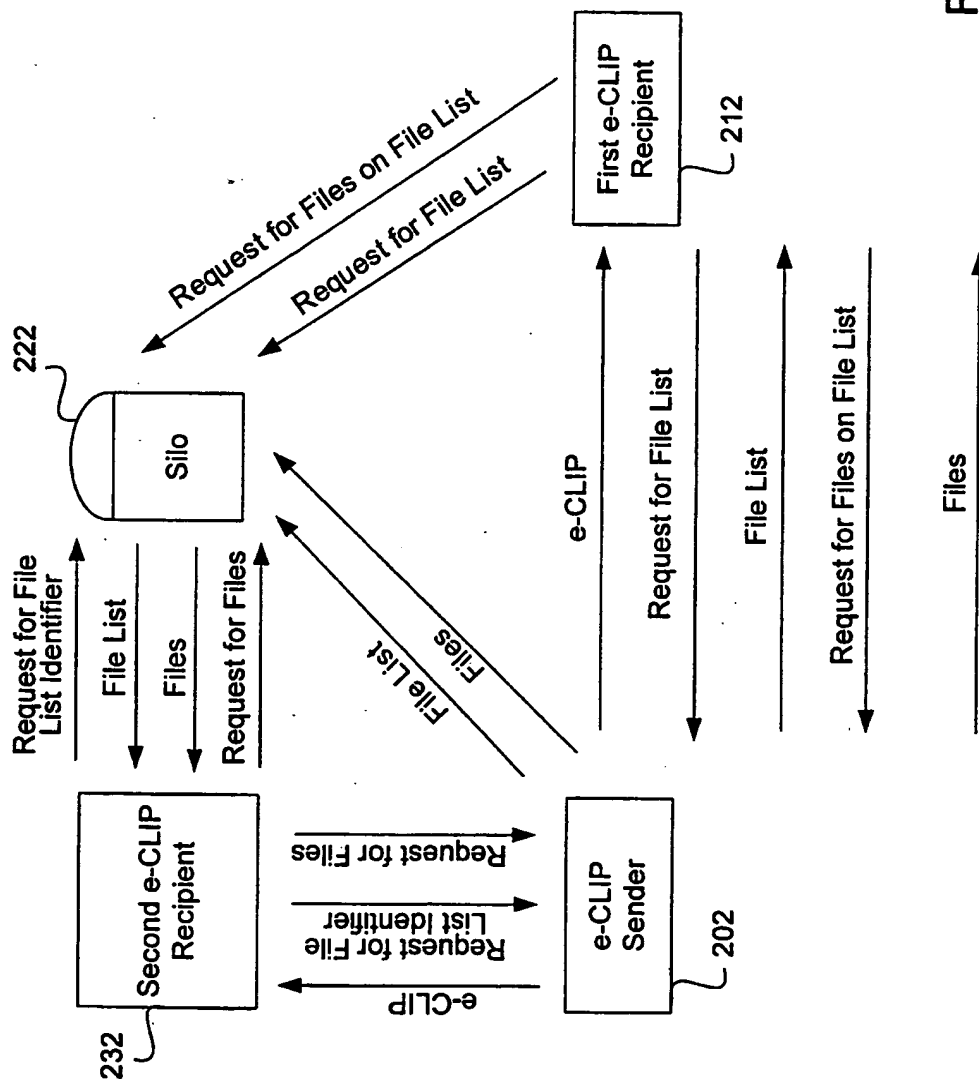 222
Silo
Request for File
List Identifier
File List
Files
Request for Files
232
Second e-CLIP
Recipient
Request for Files on File List
Request for File List
File List
Files
e-CLIP
Request for File
List Identifier
Request for Files
e-CLIP
Sender
202
First e-CLIP
Recipient
212
e-CLIP
Request for File List
File List
Request for Files on File List
Files